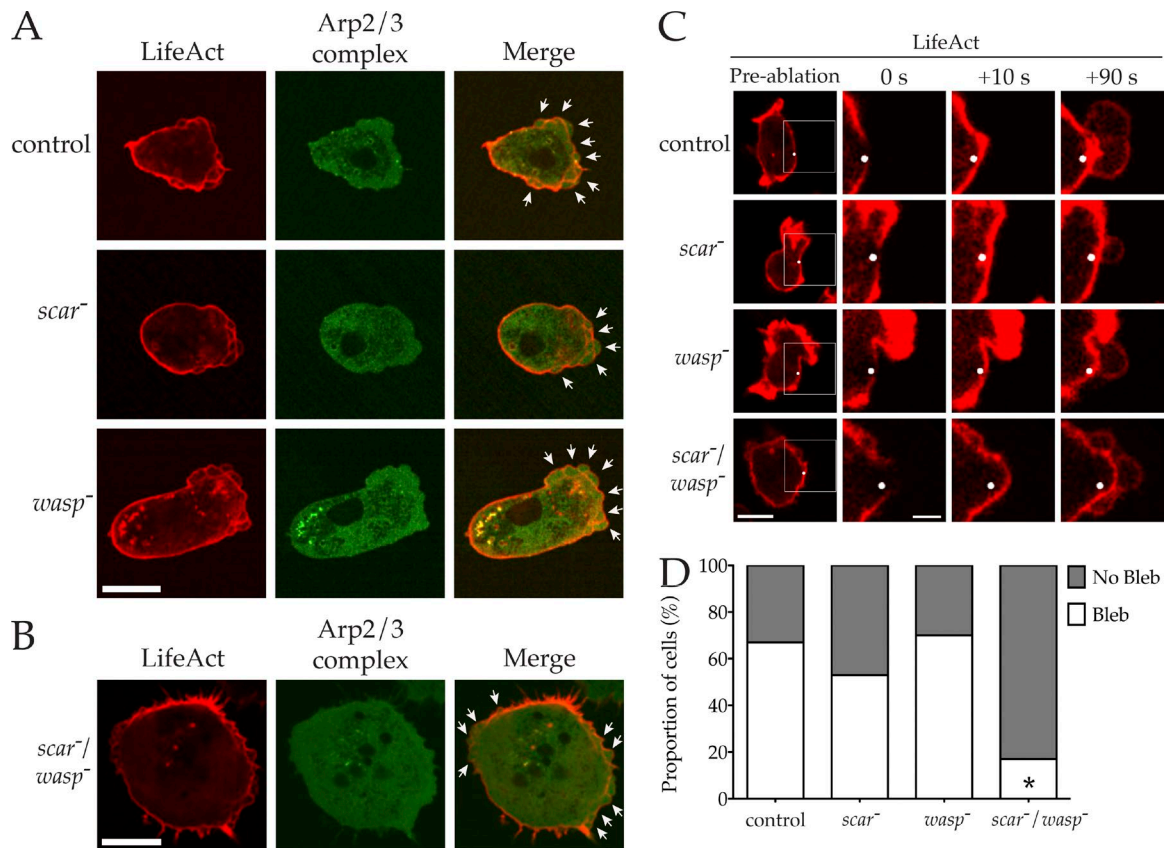 A
LifeAct
Arp2/3
complex
Merge
control
scar⁻
wasp⁻
B
LifeAct
Arp2/3
complex
Merge
scar⁻/
wasp⁻
C
LifeAct
Pre-ablation
0 s
+10 s
+90 s
control
scar⁻
wasp⁻
scar⁻/
wasp⁻
D
Proportion of cells (%)
100
80
60
40
20
0
*
control
scar⁻
wasp⁻
scar⁻/wasp⁻
No Bleb
Bleb